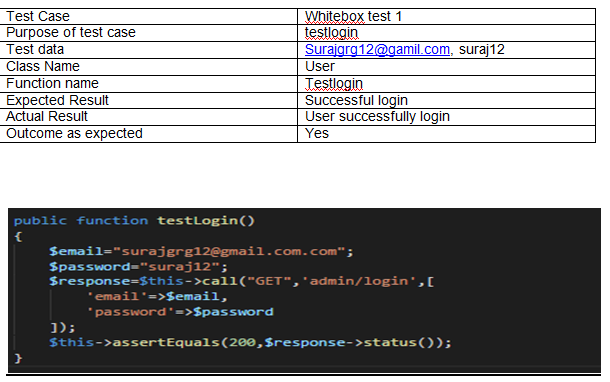 Test Case Whitebox test 1
Purpose of test case testlogin
Test data Surajgrg12@gamil.com, suraj12
Class Name User
Function name Testlogin
Expected Result Successful login
Actual Result User successfully login
Outcome as expected Yes
public function testLogin()
{
$email="surajgrg12@gmail.com.com";
$password="suraj12";
$response=$this->call("GET",'admin/login',[
'email'=>$email,
'password'=>$password
]);
$this->assertEquals(200,$response->status());
}